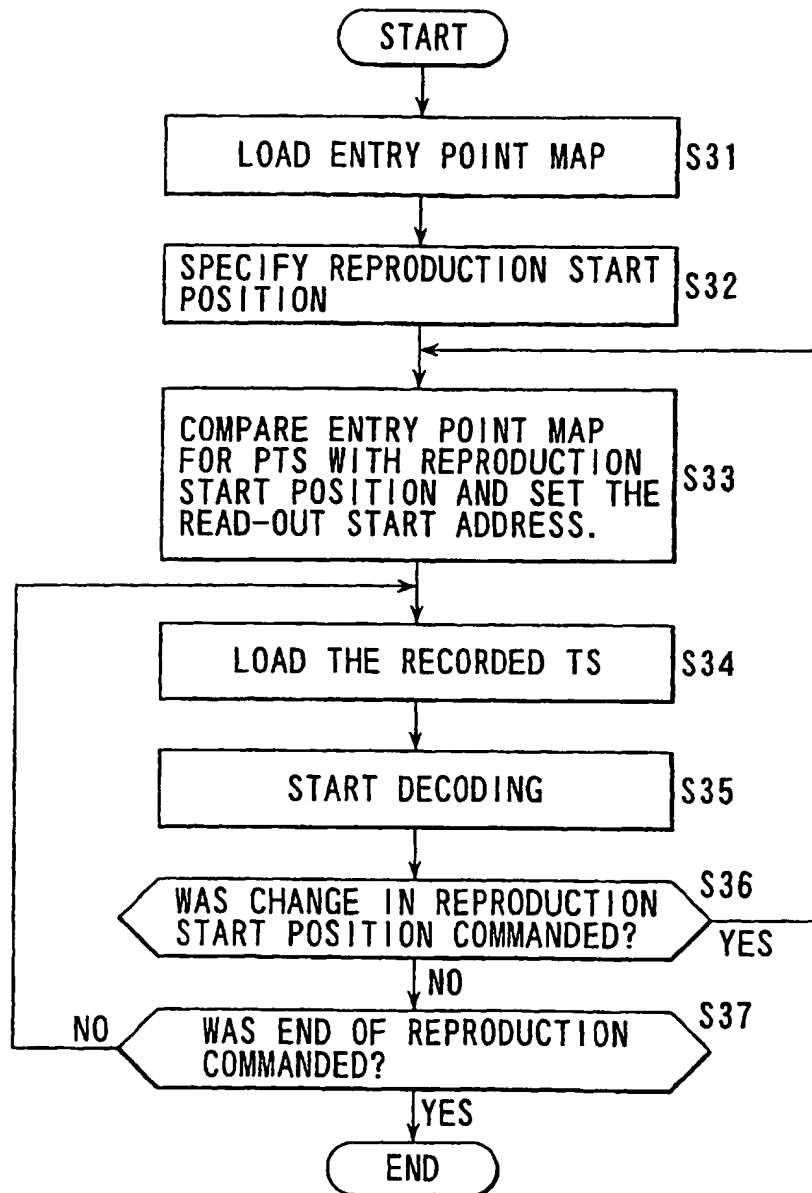 START
LOAD ENTRY POINT MAP
S31
SPECIFY REPRODUCTION START
POSITION
S32
COMPARE ENTRY POINT MAP
FOR PTS WITH REPRODUCTION
START POSITION AND SET THE
READ-OUT START ADDRESS.
S33
LOAD THE RECORDED TS
S34
START DECODING
S35
WAS CHANGE IN REPRODUCTION
START POSITION COMMANDED?
S36
YES
NO
WAS END OF REPRODUCTION
COMMANDED?
S37
NO
YES
END